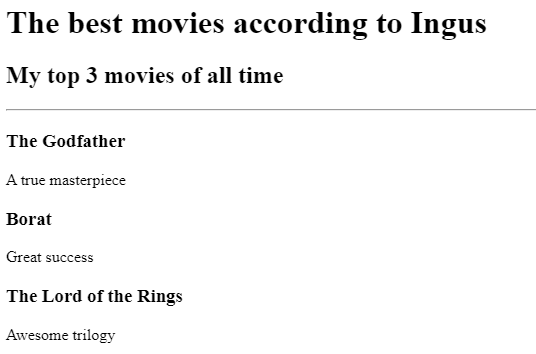 The best movies according to Ingus
My top 3 movies of all time
The Godfather
A true masterpiece
Borat
Great success
The Lord of the Rings
Awesome trilogy